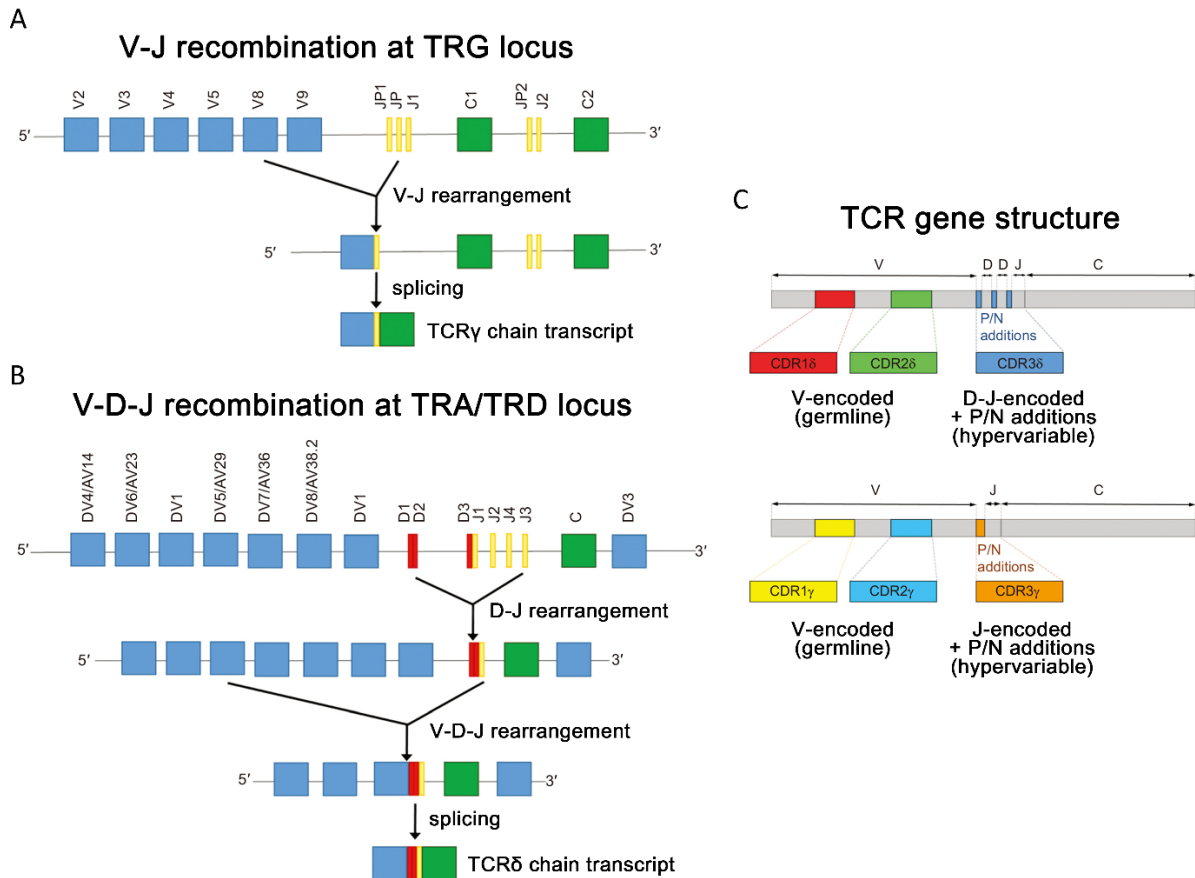 A
V-J recombination at TRG locus
V2
V3
V4
V5
V8
V9
JP1
JP
J1
C1
JP2
J2
C2
5′
3′
V-J rearrangement
5′
3′
splicing
TCRγ chain transcript
B
V-D-J recombination at TRA/TRD locus
DV4/AV14
DV6/AV23
DV1
DV5/AV29
DV7/AV36
DV8/AV38.2
DV1
D1
D2
D3
J1
J2
J4
J3
C
DV3
5′
3′
D-J rearrangement
5′
3′
V-D-J rearrangement
5′
3′
splicing
TCRδ chain transcript
C
TCR gene structure
V D D J C
P/N
additions
CDR1δ CDR2δ CDR3δ
V-encoded
(germline)
D-J-encoded
+ P/N additions
(hypervariable)
V J C
P/N
additions
CDR1γ CDR2γ CDR3γ
V-encoded
(germline)
J-encoded
+ P/N additions
(hypervariable)